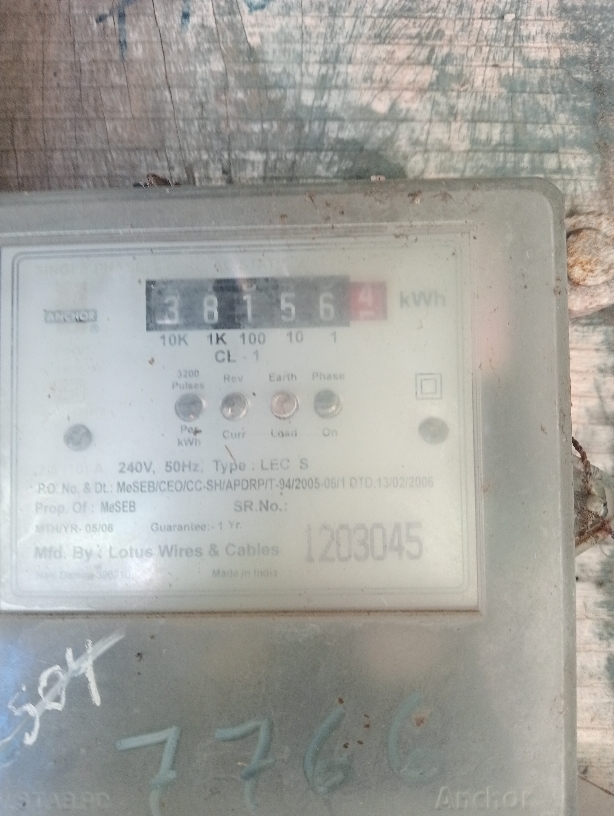 ANCHOR
3 8 1 5 6 4 kWh
10K 1K 100 10 1
CL - 1
3200 Pulses Rev Earth Phase
Per kWh Curr Load On
240V, 50Hz, Type : LEC S
P.O. No. & Dt.: MeSEB/CEO/CC-SH/APDRP/T-94/2005-06/1 DTD.13/02/2006
Prop. Of : MeSEB SR.No.:
MTH/YR- 05/06 Guarantee:- 1 Yr
Mfd. By : Lotus Wires & Cables 1203045
Made in India
504
7766
Anchor